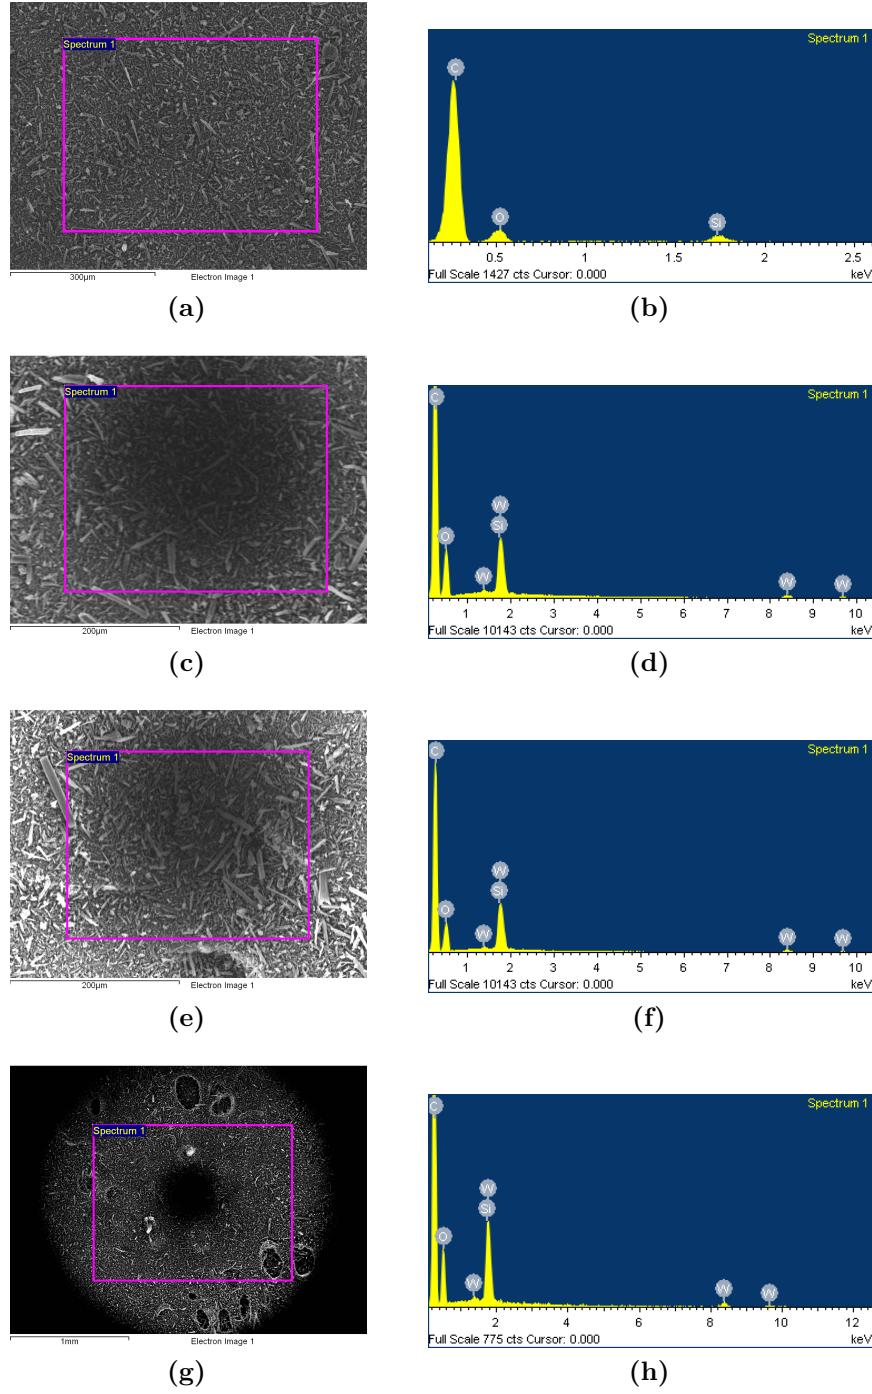 Spectrum 1
300µm Electron Image 1
(a)
Spectrum 1
C
O
Si
0.5 1 1.5 2 2.5
Full Scale 1427 cts Cursor: 0.000 keV
(b)
Spectrum 1
200µm Electron Image 1
(c)
Spectrum 1
C
W
Si
O
W W W
1 2 3 4 5 6 7 8 9 10
Full Scale 10143 cts Cursor: 0.000 keV
(d)
Spectrum 1
200µm Electron Image 1
(e)
Spectrum 1
C
W
Si
O
W W W
1 2 3 4 5 6 7 8 9 10
Full Scale 10143 cts Cursor: 0.000 keV
(f)
Spectrum 1
1mm Electron Image 1
(g)
Spectrum 1
C
W
Si
O
W W W
2 4 6 8 10 12
Full Scale 775 cts Cursor: 0.000 keV
(h)